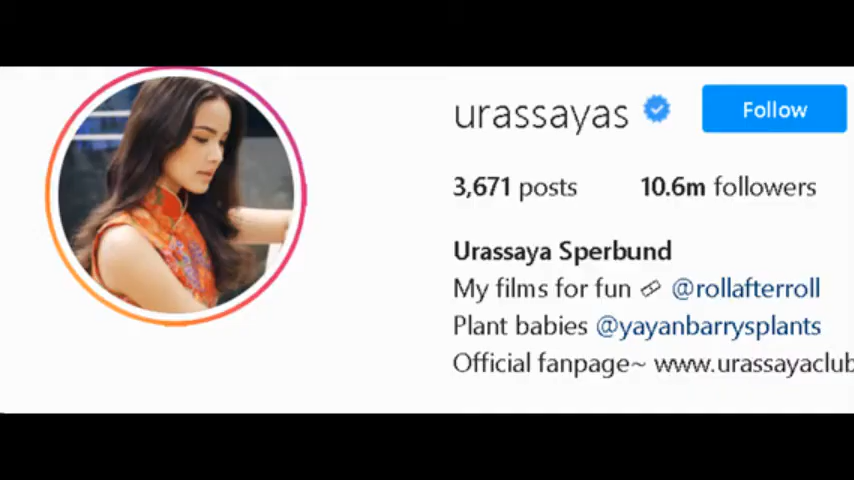 urassayas Follow
3,671 posts 10.6m followers
Urassaya Sperbund
My films for fun @rollafterroll
Plant babies @yayanbarrysplants
Official fanpage~ www.urassayaclub